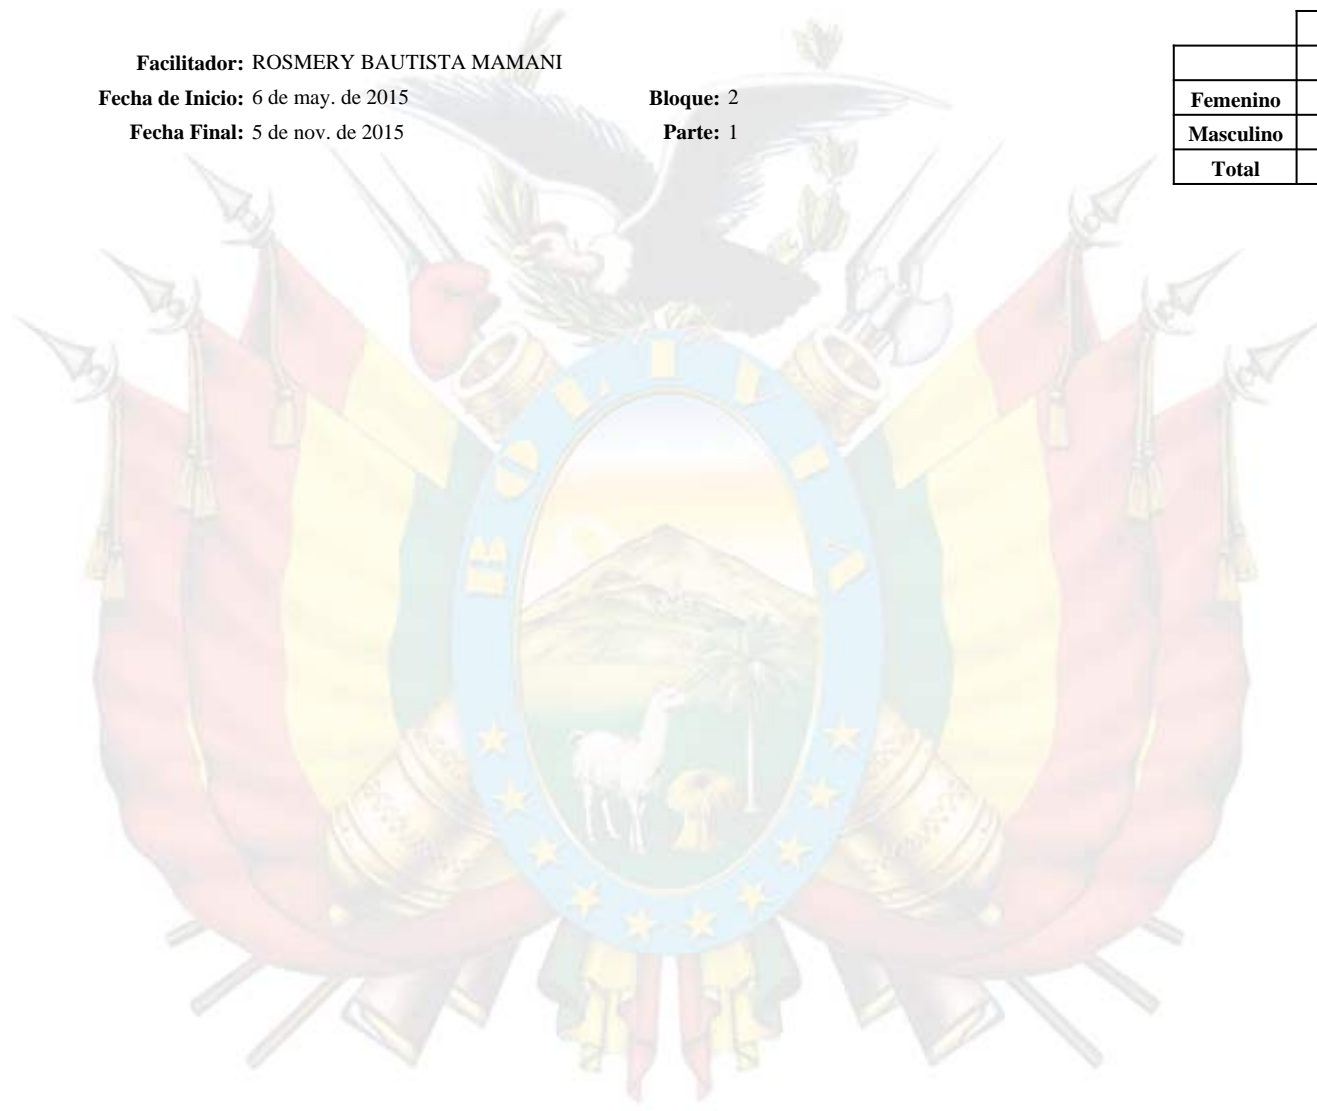 Facilitador: ROSMERY BAUTISTA MAMANI
Fecha de Inicio: 6 de may. de 2015 Bloque: 2
Fecha Final: 5 de nov. de 2015 Parte: 1
Femenino
Masculino
Total
BOLIVIA